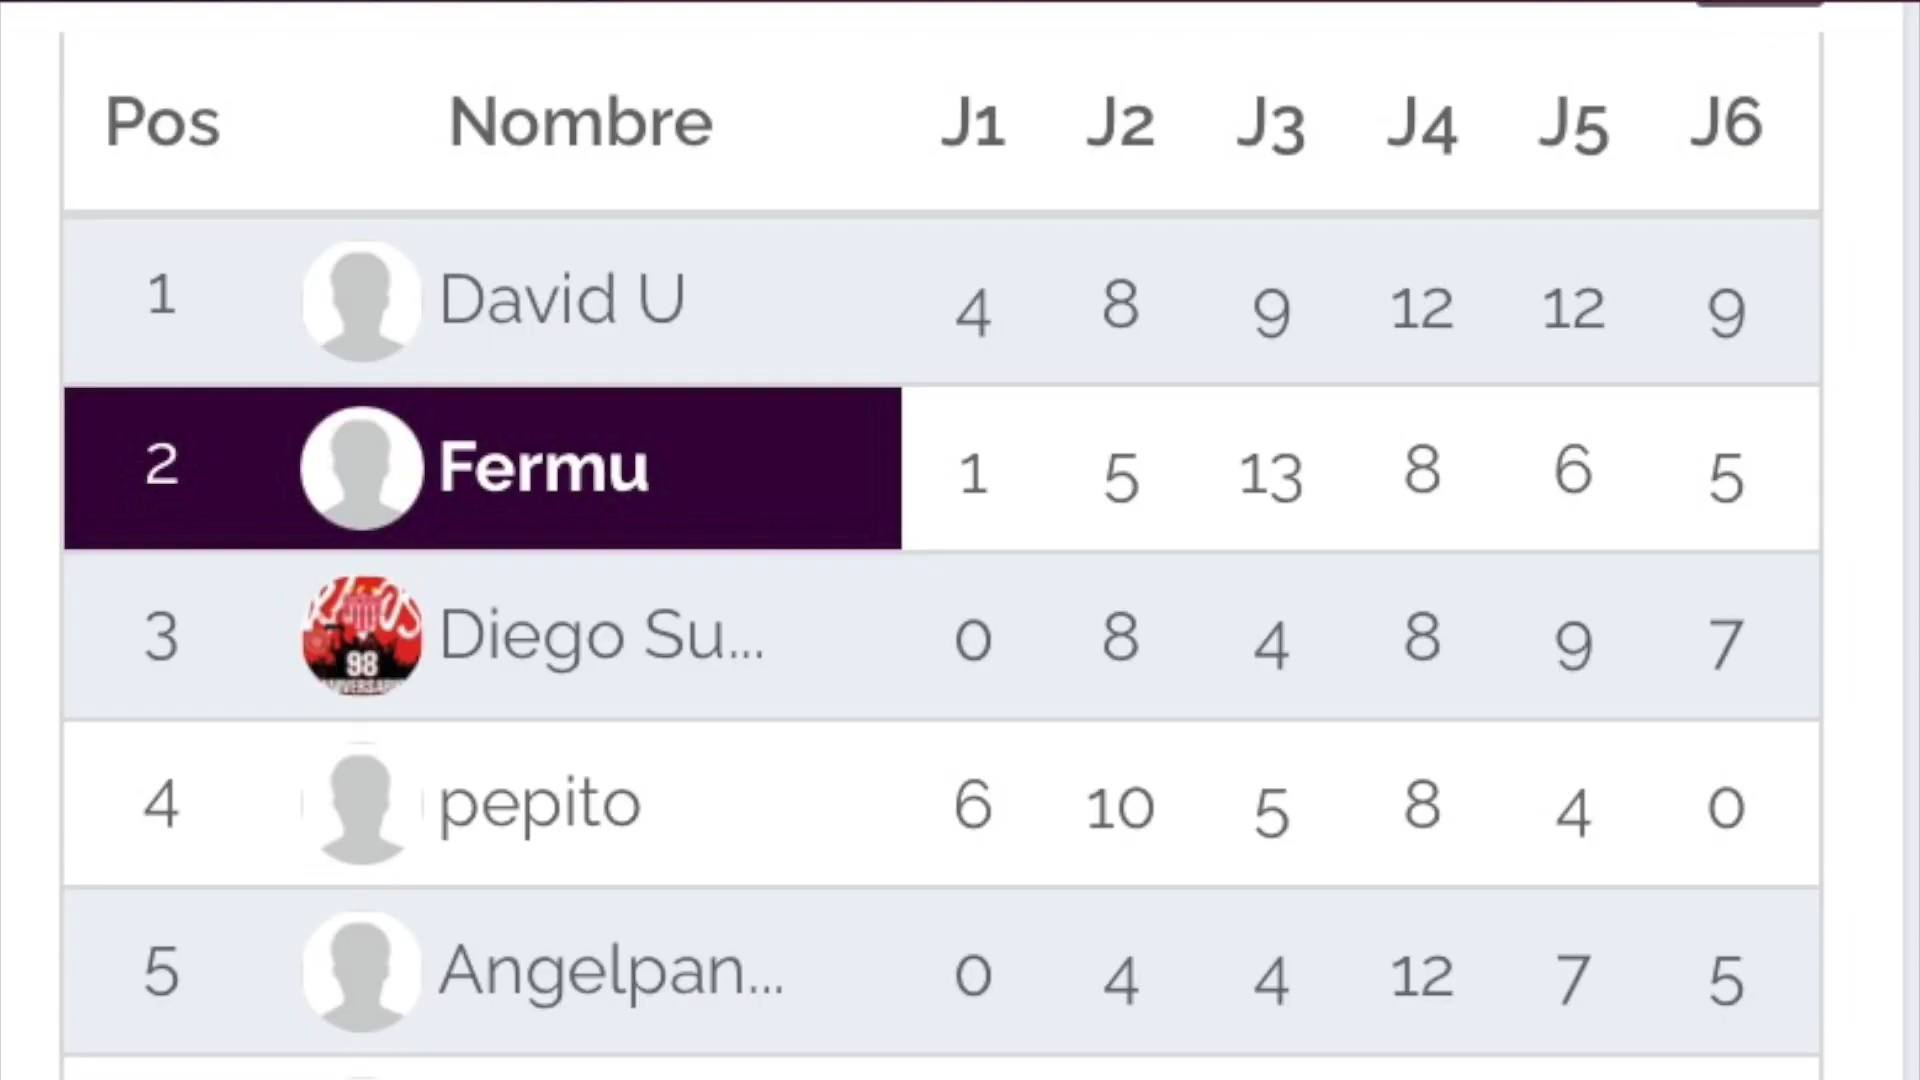 Pos Nombre J1 J2 J3 J4 J5 J6
1 David U 4 8 9 12 12 9
2 Fermu 1 5 13 8 6 5
3 Diego Su... 0 8 4 8 9 7
98
4 pepito 6 10 5 8 4 0
5 Angelpan... 0 4 4 12 7 5